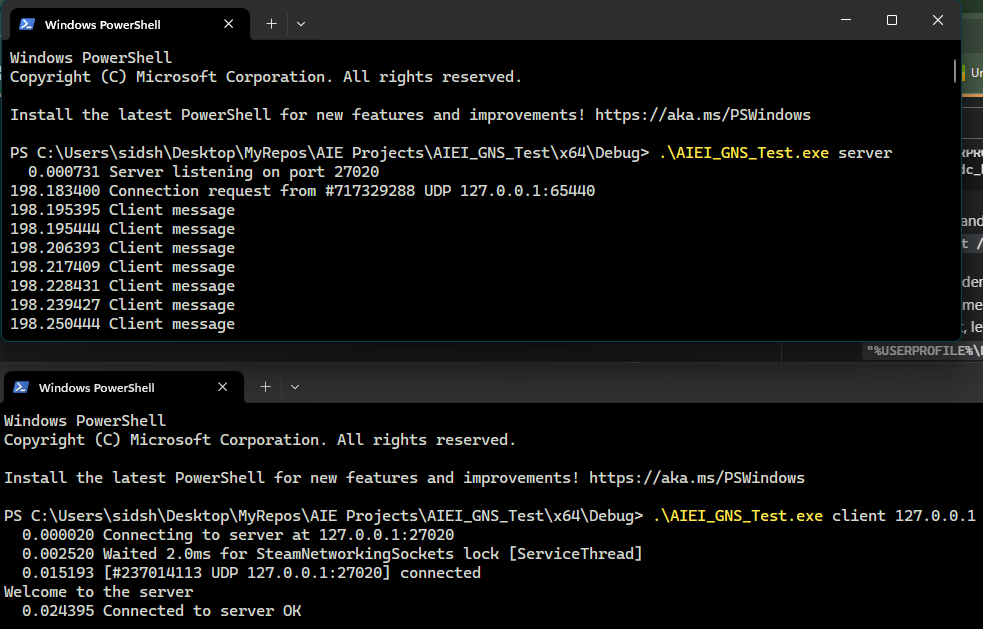 Windows PowerShell
Windows PowerShell
Copyright (C) Microsoft Corporation. All rights reserved.
Install the latest PowerShell for new features and improvements! https://aka.ms/PSWindows
PS C:\Users\sidsh\Desktop\MyRepos\AIE Projects\AIEI_GNS_Test\x64\Debug> .\AIEI_GNS_Test.exe server
0.000731 Server listening on port 27020
198.183400 Connection request from #717329288 UDP 127.0.0.1:65440
198.195395 Client message
198.195444 Client message
198.206393 Client message
198.217409 Client message
198.228431 Client message
198.239427 Client message
198.250444 Client message
"%USERPROFILE%\
Windows PowerShell
Windows PowerShell
Copyright (C) Microsoft Corporation. All rights reserved.
Install the latest PowerShell for new features and improvements! https://aka.ms/PSWindows
PS C:\Users\sidsh\Desktop\MyRepos\AIE Projects\AIEI_GNS_Test\x64\Debug> .\AIEI_GNS_Test.exe client 127.0.0.1
0.000020 Connecting to server at 127.0.0.1:27020
0.002520 Waited 2.0ms for SteamNetworkingSockets lock [ServiceThread]
0.015193 [#237014113 UDP 127.0.0.1:27020] connected
Welcome to the server
0.024395 Connected to server OK